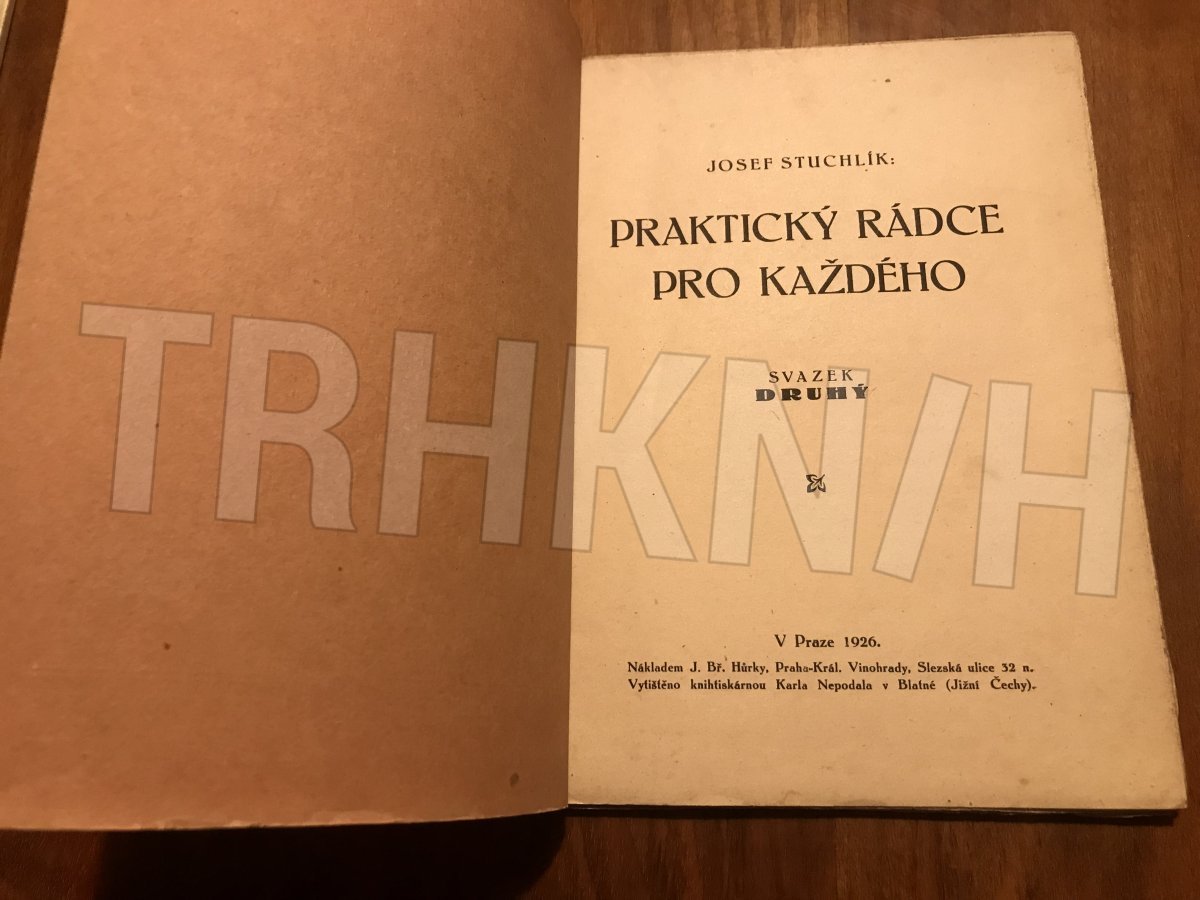 JOSEF STUCHLÍK:
PRAKTICKÝ RÁDCE
PRO KAŽDÉHO
SVAZEK
DRUHÝ
TRHKN/H
V Praze 1926.
Nákladem J. Bř. Hůrky, Praha-Král. Vinohrady, Slezská ulice 32 n.
Vytištěno knihtiskárnou Karla Nepodala v Blatné (Jižní Čechy).